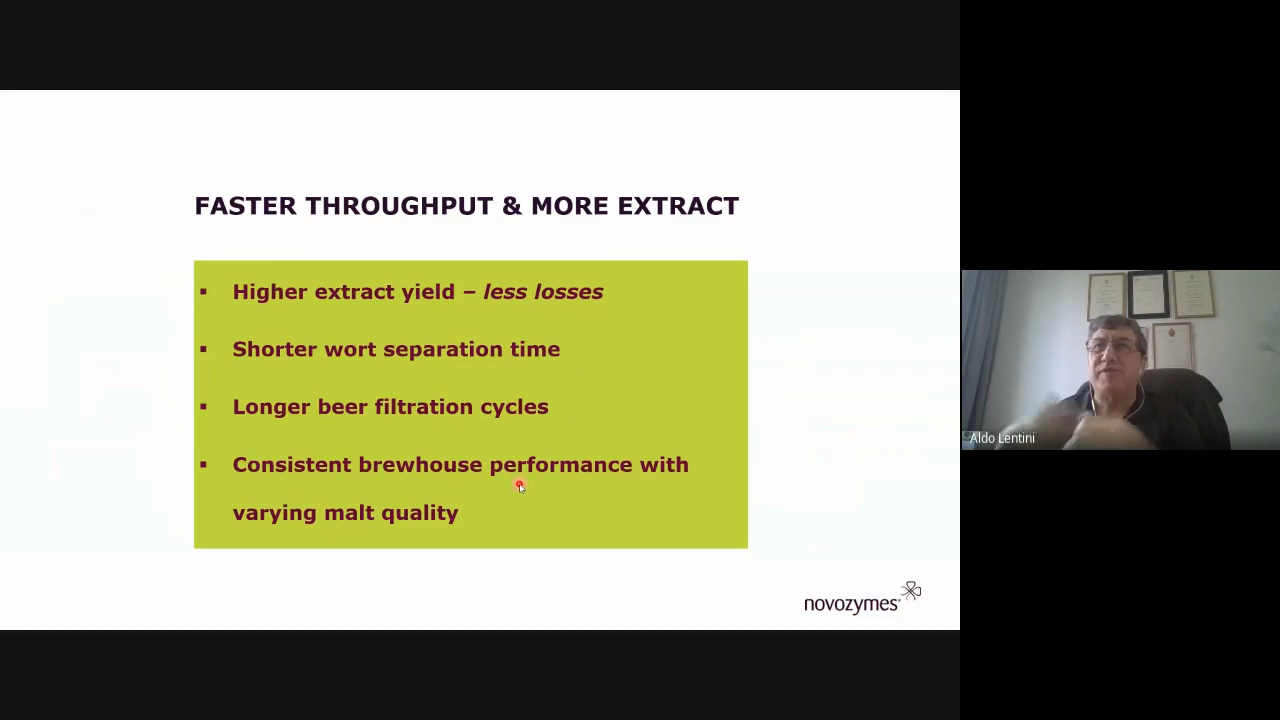 FASTER THROUGHPUT & MORE EXTRACT
▪ Higher extract yield – less losses
▪ Shorter wort separation time
▪ Longer beer filtration cycles
▪ Consistent brewhouse performance with
varying malt quality
novozymes®
Aldo Lentini